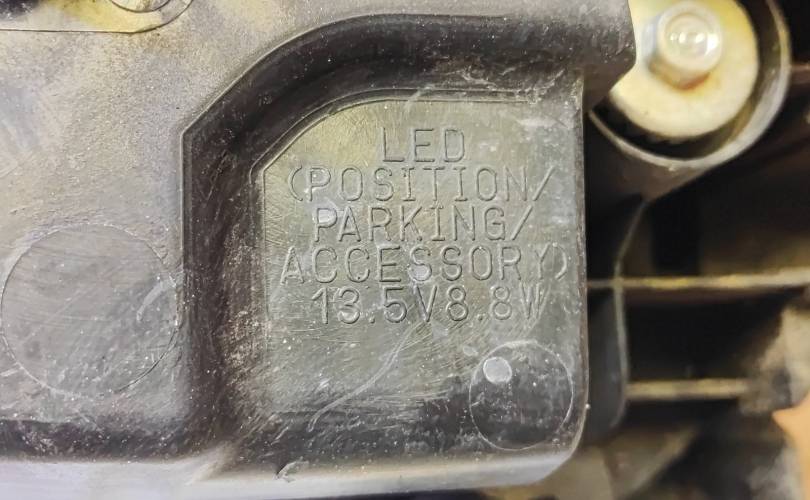 LED
(POSITION/
PARKING/
ACCESSORY)
13.5V8.8W